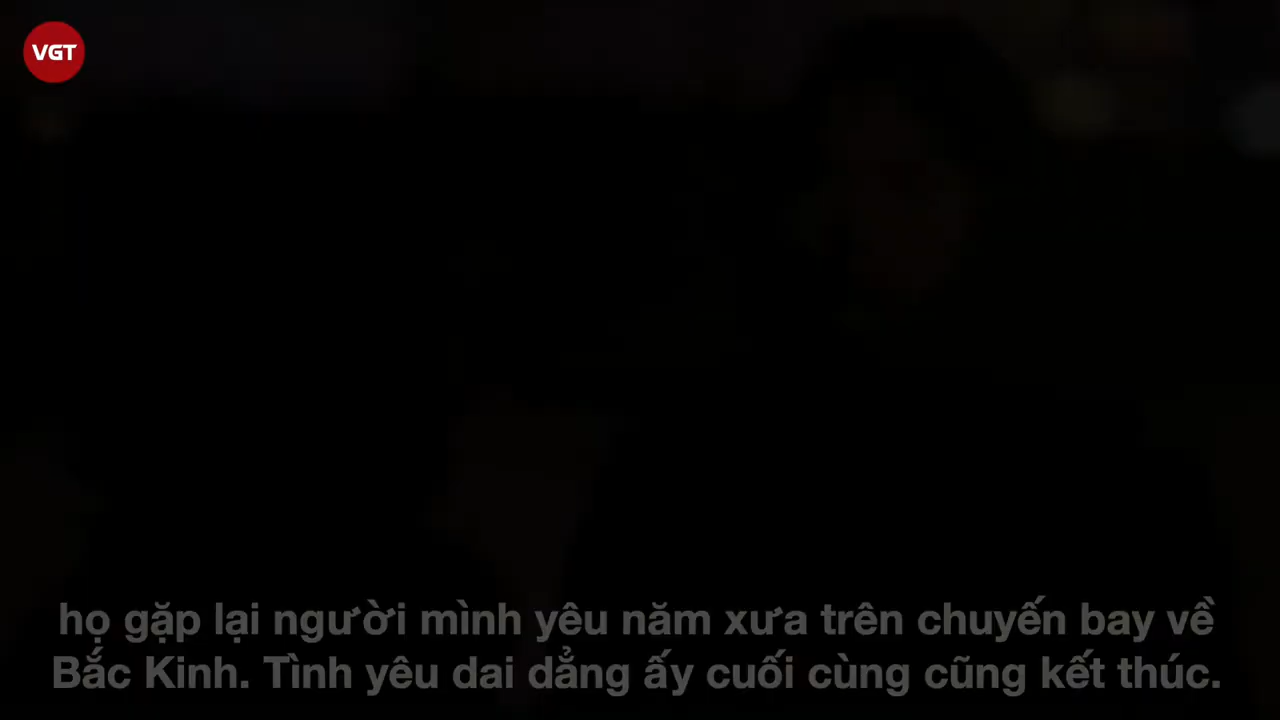 VGT
họ gặp lại người mình yêu năm xưa trên chuyến bay về
Bắc Kinh. Tình yêu dai dẳng ấy cuối cùng cũng kết thúc.